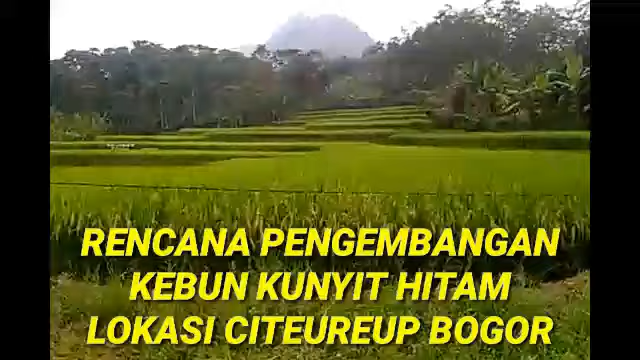 RENCANA PENGEMBANGAN
KEBUN KUNYIT HITAM
LOKASI CITEUREUP BOGOR